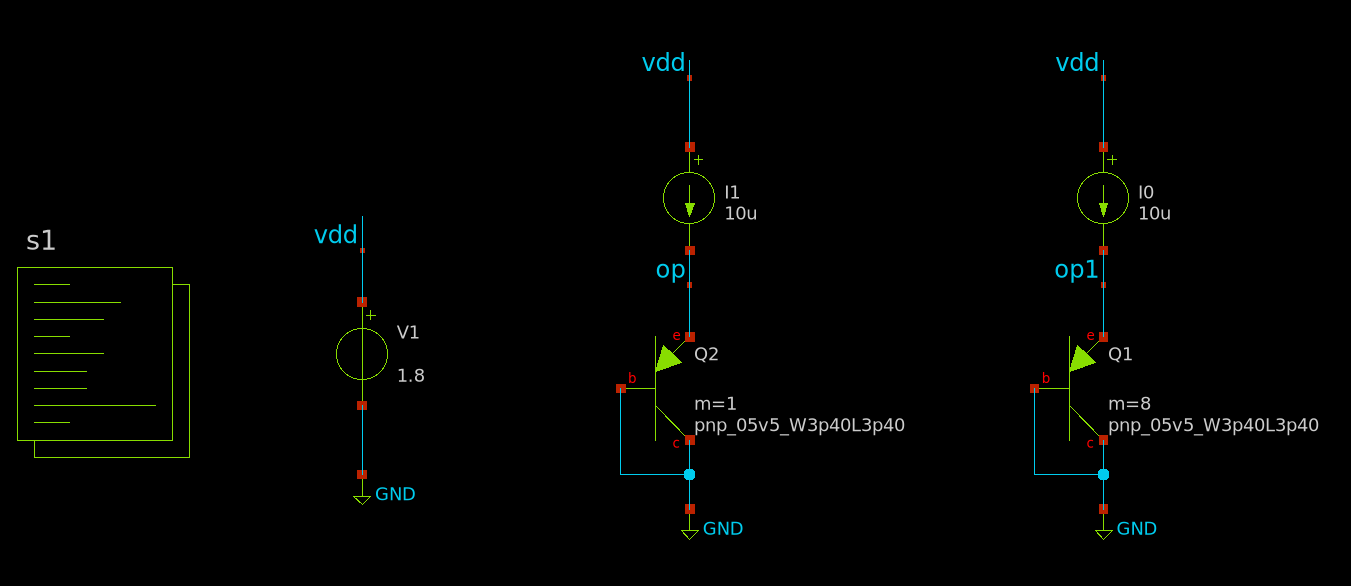 s1
vdd
+
V1
1.8
GND
vdd
+
I1
10u
op
e
Q2
b
m=1
pnp_05v5_W3p40L3p40
c
GND
vdd
+
I0
10u
op1
e
Q1
b
m=8
pnp_05v5_W3p40L3p40
c
GND